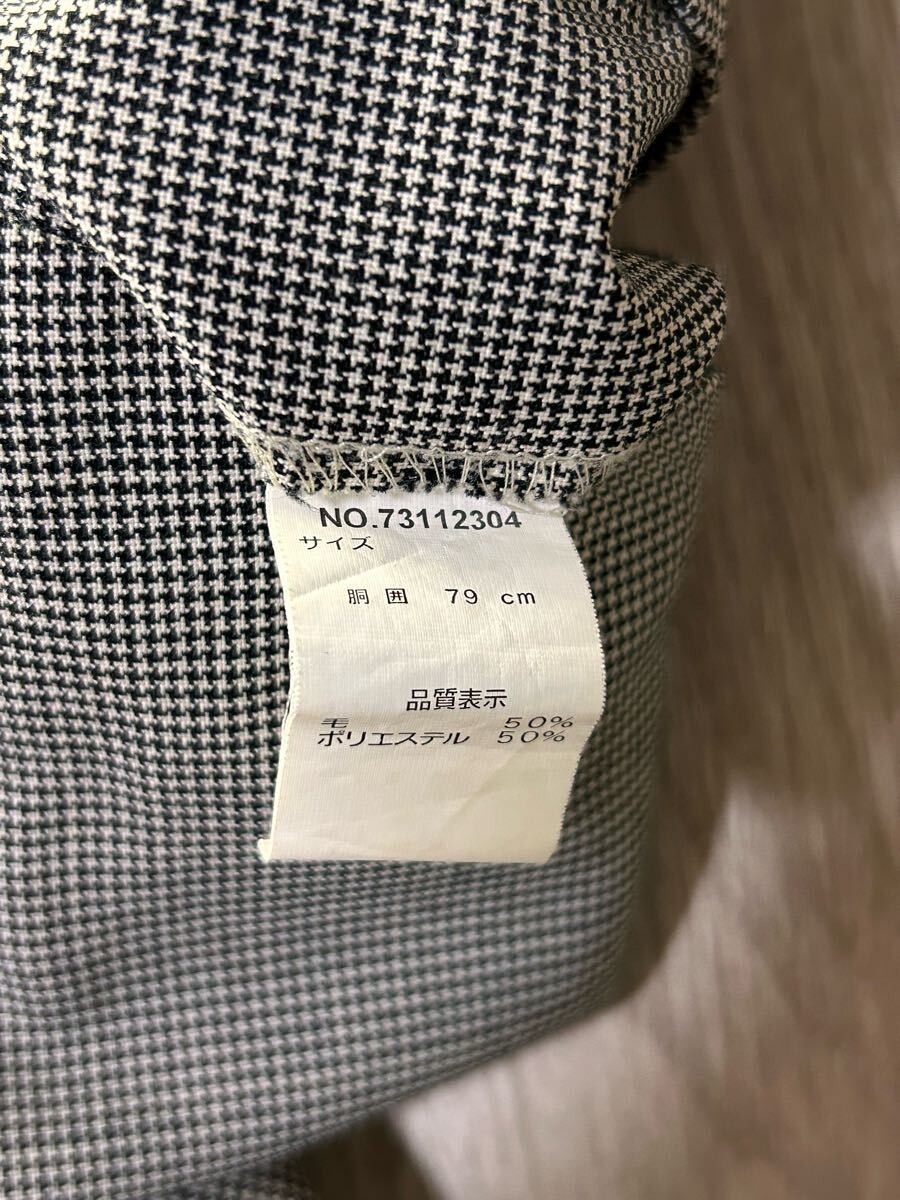 NO.73112304
サイズ
胴囲 79 cm
品質表示
毛 50%
ポリエステル 50%